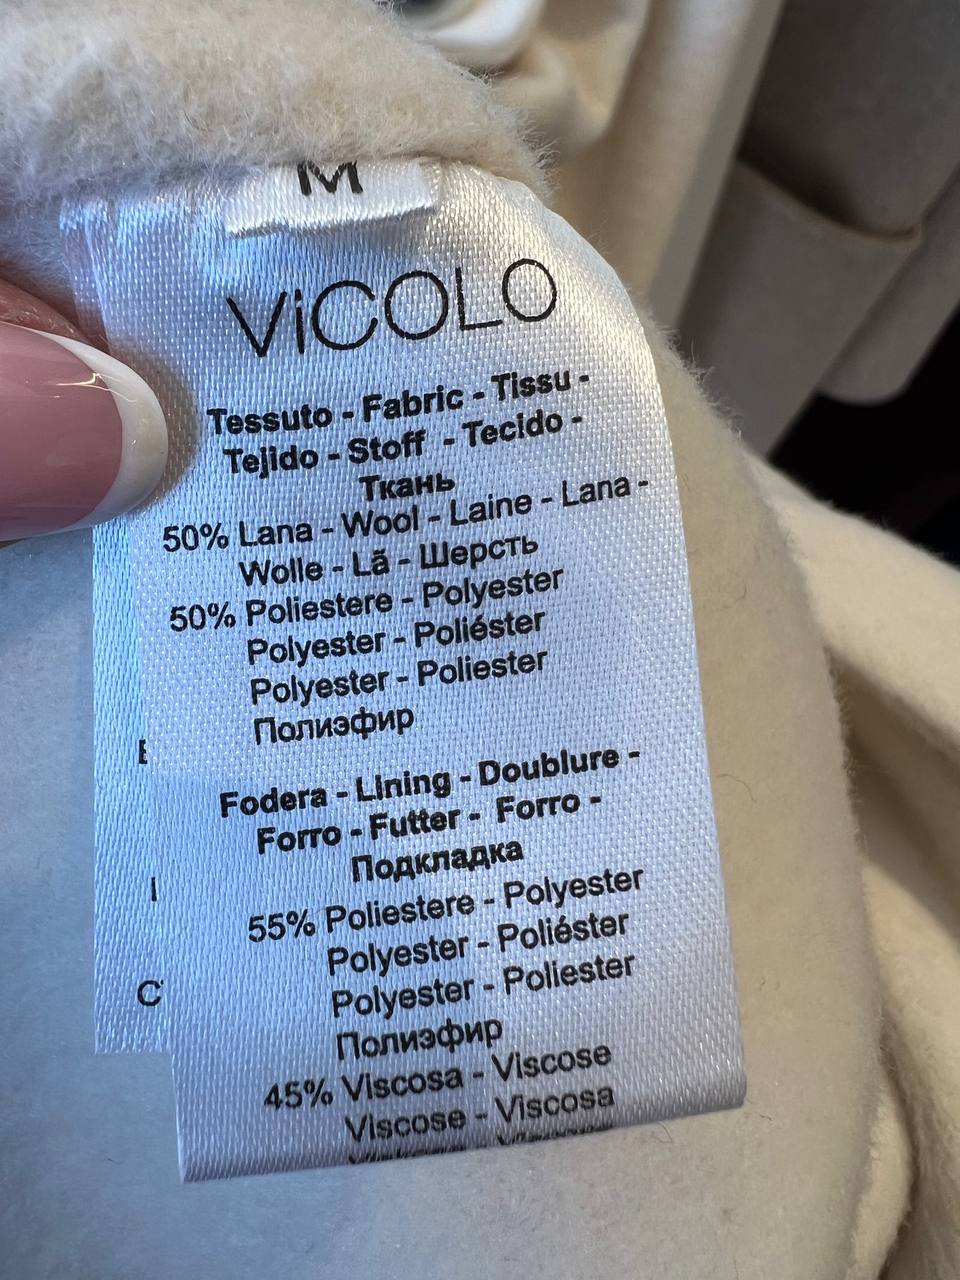 M
ViCOLO
Tessuto - Fabric - Tissu -
Tejido - Stoff - Tecido -
Ткань
50% Lana - Wool - Laine - Lana -
Wolle - Lã - Шерсть
50% Poliestere - Polyester
Polyester - Poliéster
Polyester - Poliester
Полиэфир
Fodera - Lining - Doublure -
Forro - Futter - Forro -
Подкладка
55% Poliestere - Polyester
Polyester - Poliéster
Polyester - Poliester
Полиэфир
45% Viscosa - Viscose
Viscose - Viscosa